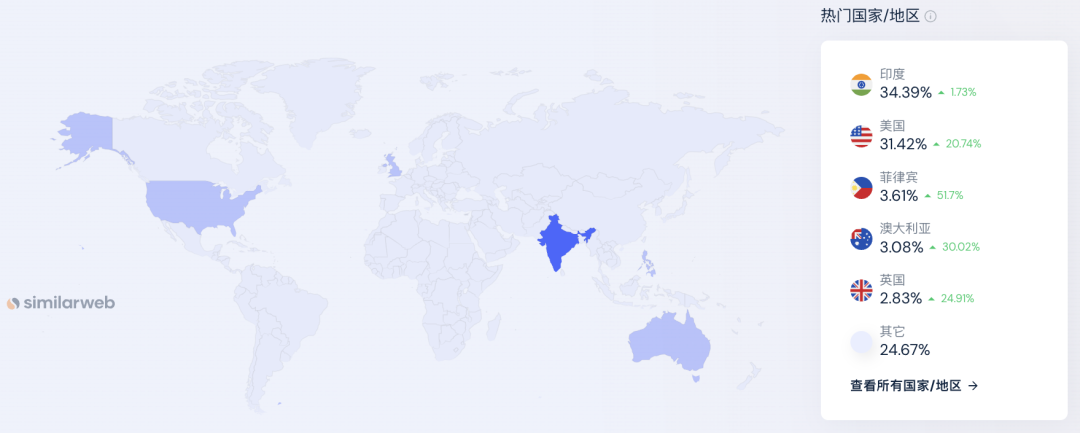 热门国家/地区
印度
34.39% 1.73%
美国
31.42% 20.74%
菲律宾
3.61% 51.7%
澳大利亚
3.08% 30.02%
英国
2.83% 24.91%
其它
24.67%
查看所有国家/地区 →
similarweb